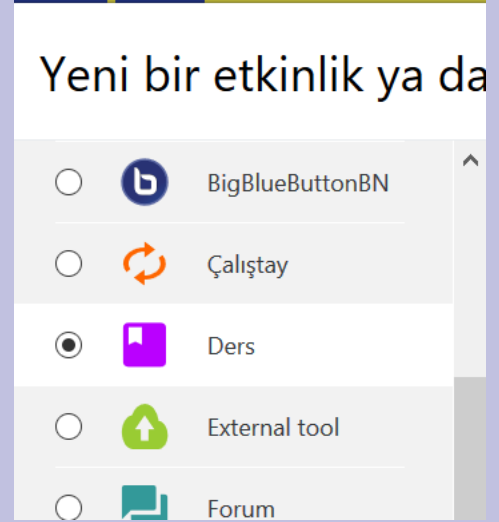 Yeni bir etkinlik ya da
BigBlueButtonBN
Çalıştay
Ders
External tool
Forum